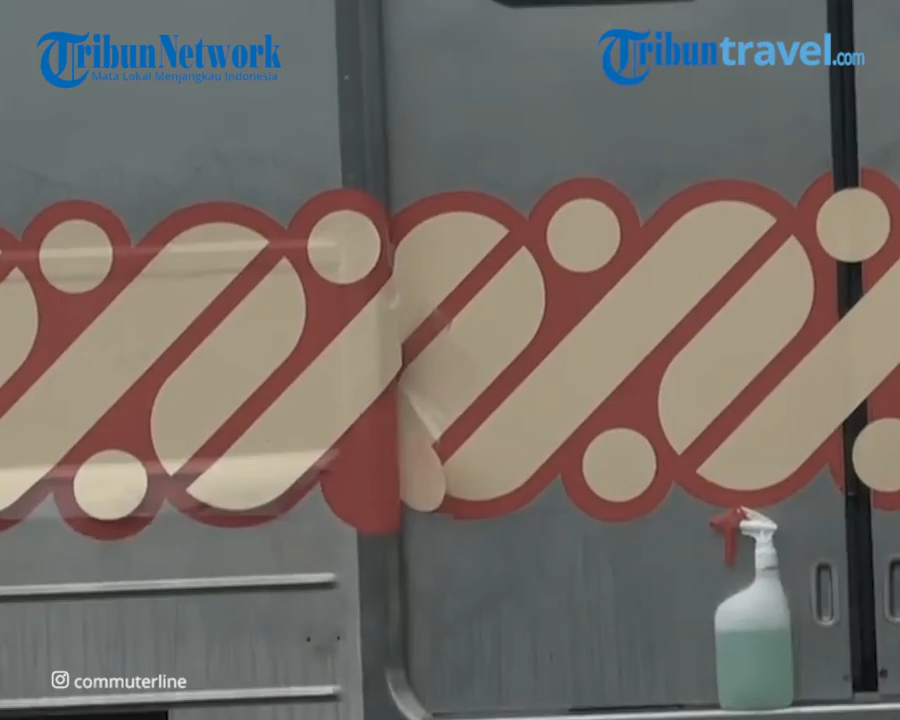 TribunNetwork
Mata Lokal Menjangkau Indonesia
Tribuntravel.com
commuterline